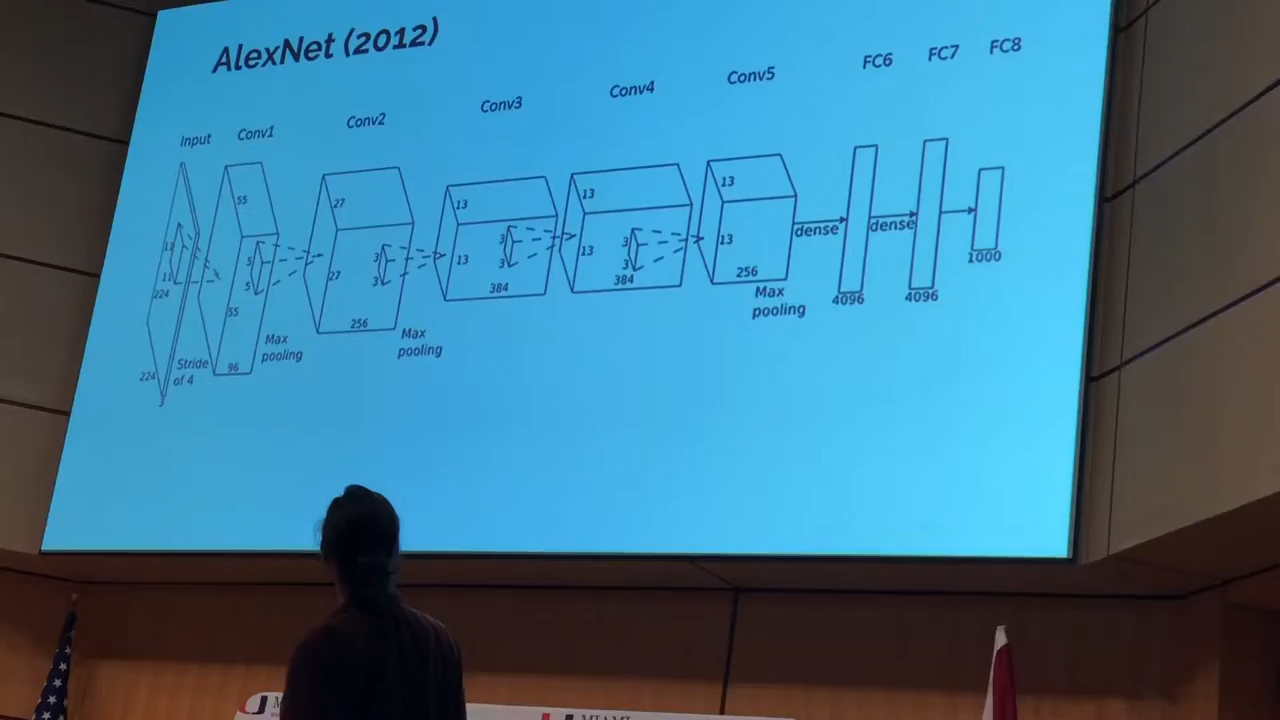 AlexNet (2012)
Input
Conv1
Conv2
Conv3
Conv4
Conv5
FC6
FC7
FC8
11
11
224
224
3
Stride
of 4
55
5
5
55
96
Max
pooling
27
3
3
27
256
Max
pooling
13
3
3
13
384
13
3
3
13
384
13
13
256
Max
pooling
dense
4096
dense
4096
1000
MIAMI